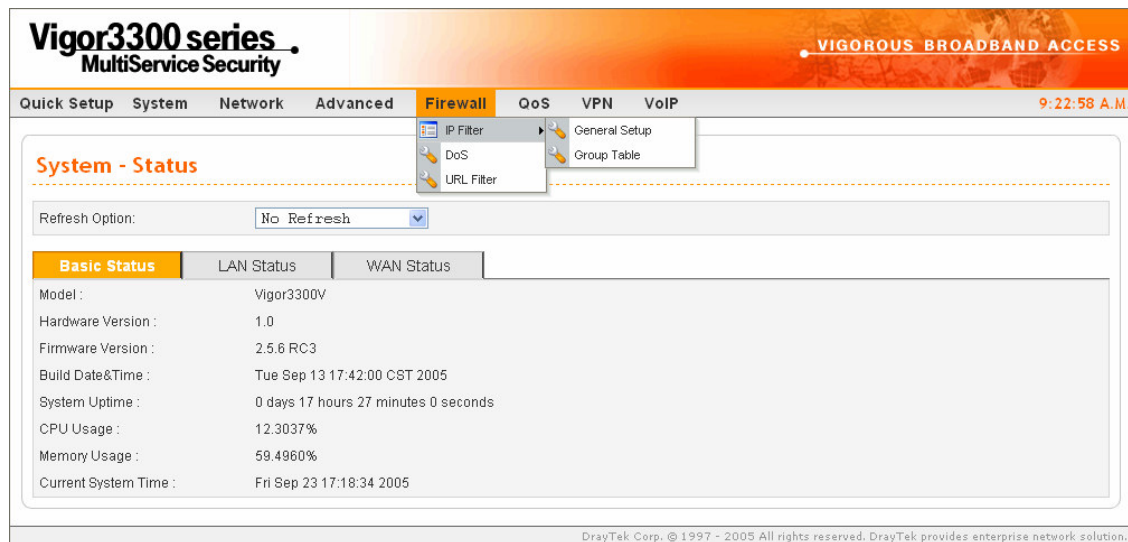 Vigor3300 series
MultiService Security
VIGOROUS BROADBAND ACCESS
Quick Setup System Network Advanced Firewall QoS VPN VoIP 9:22:58 A.M
IP Filter General Setup
DoS Group Table
URL Filter
System - Status
Refresh Option: No Refresh
Basic Status LAN Status WAN Status
Model : Vigor3300V
Hardware Version : 1.0
Firmware Version : 2.5.6 RC3
Build Date&Time : Tue Sep 13 17:42:00 CST 2005
System Uptime : 0 days 17 hours 27 minutes 0 seconds
CPU Usage : 12.3037%
Memory Usage : 59.4960%
Current System Time : Fri Sep 23 17:18:34 2005
DrayTek Corp. © 1997 - 2005 All rights reserved. DrayTek provides enterprise network solution.